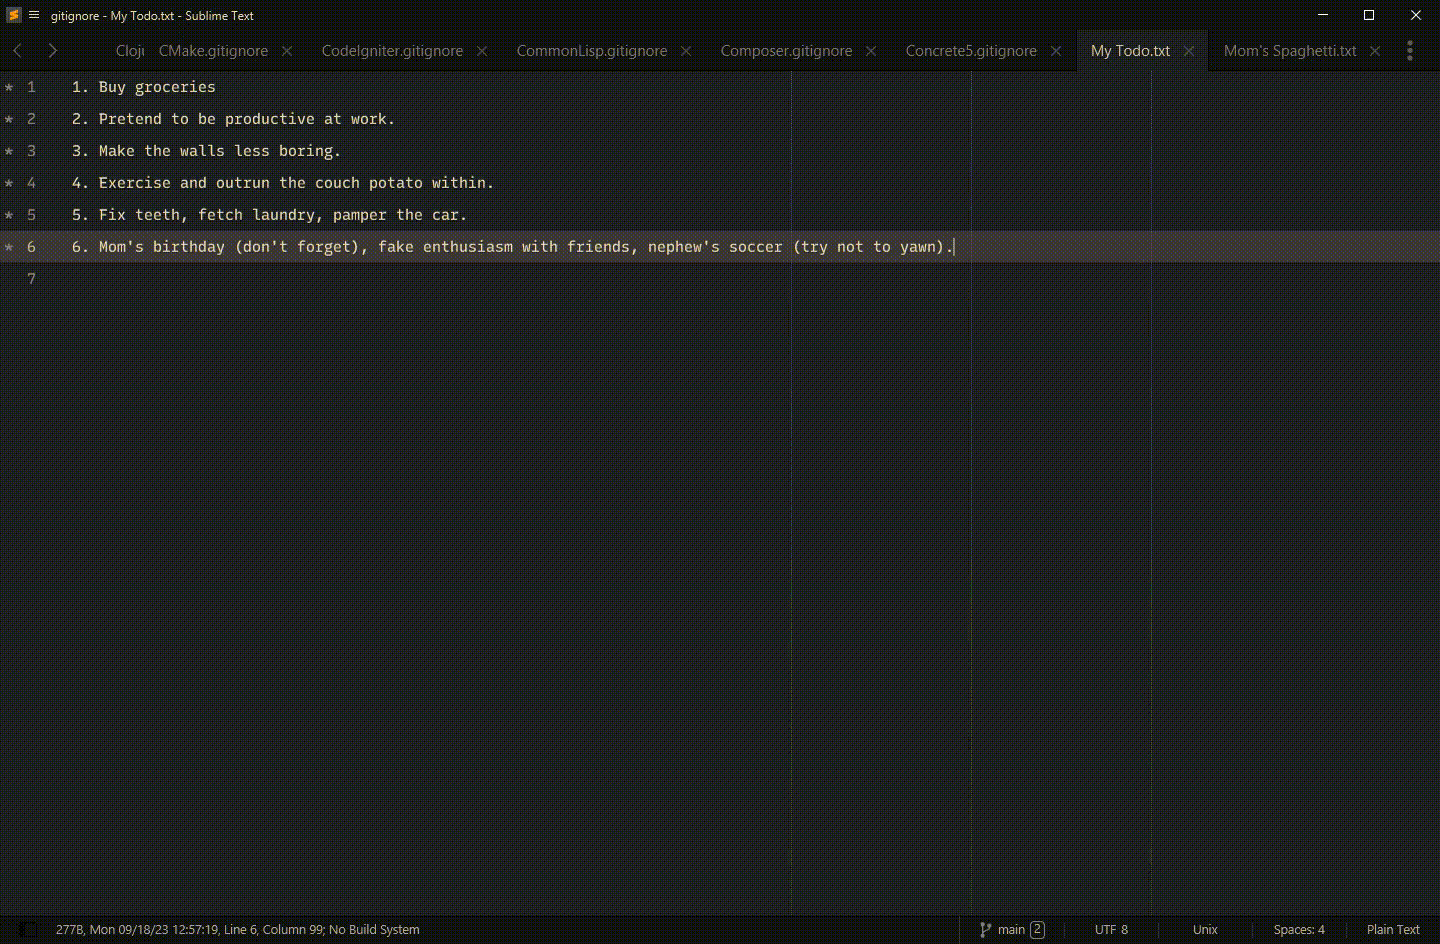 gitignore - My Todo.txt - Sublime Text
CMake.gitignore
CodeIgniter.gitignore
CommonLisp.gitignore
Composer.gitignore
Concrete5.gitignore
My Todo.txt
Mom's Spaghetti.txt
* 1 1. Buy groceries
* 2 2. Pretend to be productive at work.
* 3 3. Make the walls less boring.
* 4 4. Exercise and outrun the couch potato within.
* 5 5. Fix teeth, fetch laundry, pamper the car.
* 6 6. Mom's birthday (don't forget), fake enthusiasm with friends, nephew's soccer (try not to yawn).
7
277B, Mon 09/18/23 12:57:19, Line 6, Column 99; No Build System
main 2
UTF 8
Unix
Spaces: 4
Plain Text